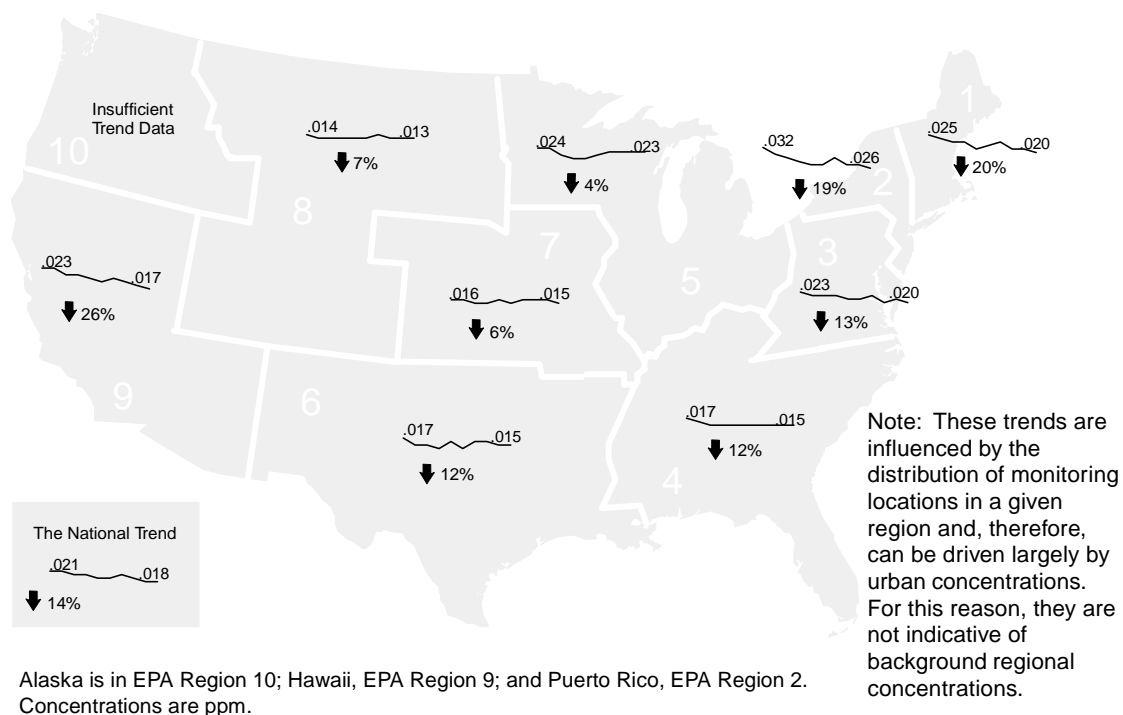 Insufficient
Trend Data
10
.014 .013
7%
8
.024 .023
4%
.032 .026
19%
2
1
.025 .020
20%
.023 .017
26%
9
7
.016 .015
6%
5
3
.023 .020
13%
6
.017 .015
12%
.017 .015
12%
4
The National Trend
.021 .018
14%
Note: These trends are
influenced by the
distribution of monitoring
locations in a given
region and, therefore,
can be driven largely by
urban concentrations.
For this reason, they are
not indicative of
background regional
concentrations.
Alaska is in EPA Region 10; Hawaii, EPA Region 9; and Puerto Rico, EPA Region 2.
Concentrations are ppm.